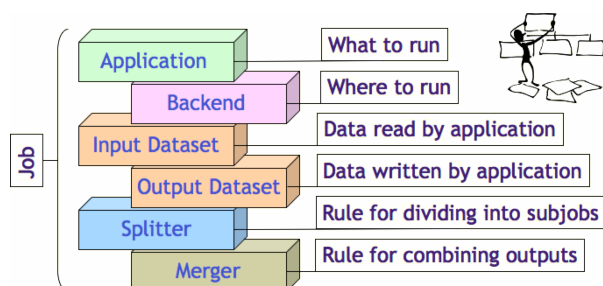 Job
Application
What to run
Backend
Where to run
Input Dataset
Data read by application
Output Dataset
Data written by application
Splitter
Rule for dividing into subjobs
Merger
Rule for combining outputs